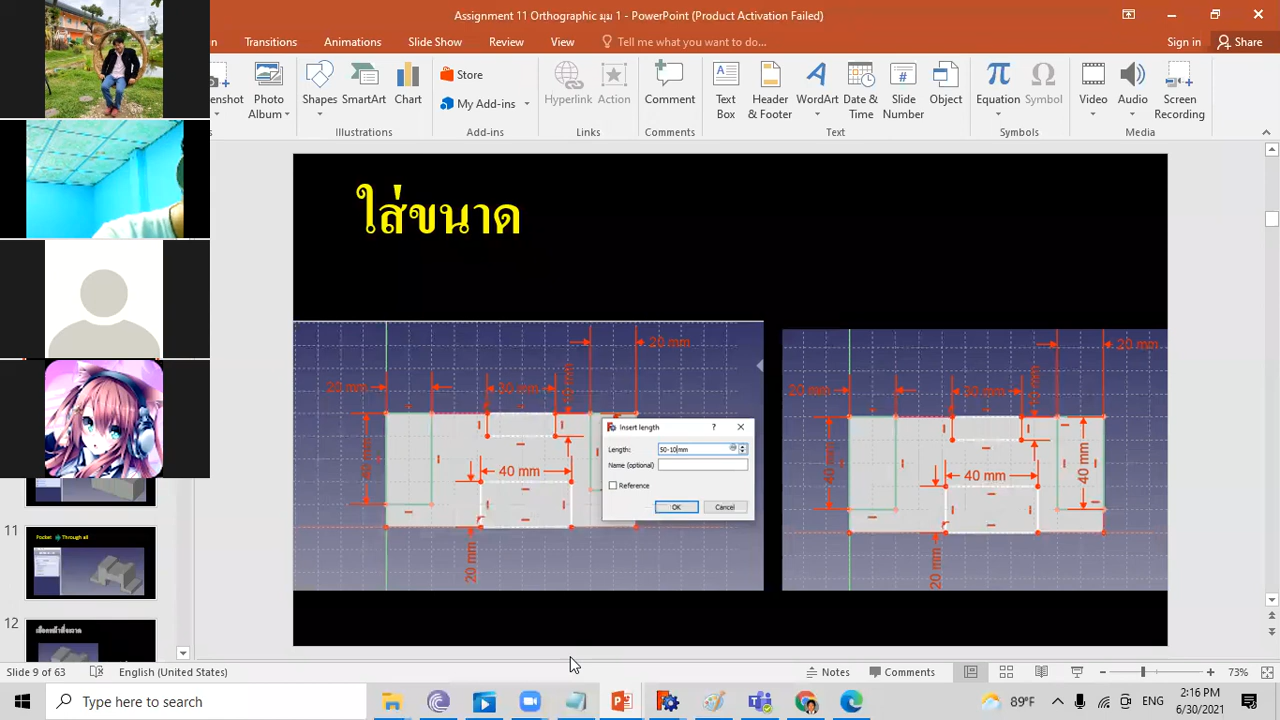 Assignment 11 Orthographic มุม 1 - PowerPoint (Product Activation Failed)
Transitions Animations Slide Show Review View Tell me what you want to do... Sign in Share
Photo Album
Shapes
SmartArt
Chart
Store
My Add-ins
Hyperlink
Action
Comment
Text Box
Header & Footer
WordArt
Date & Time
Slide Number
Object
Equation
Symbol
Video
Audio
Screen Recording
Illustrations Add-ins Links Comments Text Symbols Media
ใส่ขนาด
20 mm
20 mm
30 mm
40 mm
20 mm
Insert length
Length:
50-10mm
Name (optional)
Reference
OK Cancel
20 mm
20 mm
30 mm
40 mm
40 mm
40 mm
20 mm
11
Pocket Through all
12
Slide 9 of 63 English (United States) Notes Comments 73%
Type here to search
89°F
2:16 PM
6/30/2021